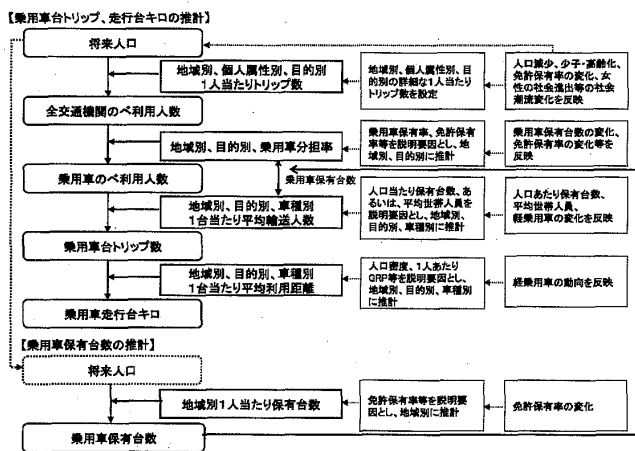 【乗用車台トリップ、走行台キロの推計】
将来人口
地域別、個人属性別、目的別
1人当たりトリップ数
地域別、個人属性別、
目的別の詳細な1人当たり
トリップ数を設定
人口減少、少子・高齢化、
免許保有率の変化、女
性の社会進出等の社会
潮流変化を反映
全交通機関のべ利用人数
地域別、目的別、乗用車分担率
乗用車保有率、免許保有
率等を説明要因とし、地
域別、目的別に推計
乗用車保有台数の変化、
免許保有率の変化等を
反映
乗用車のべ利用人数
乗用車保有台数
地域別、目的別、車種別
1台当たり平均輸送人数
人口当たり保有台数、あ
るいは、平均世帯人員を
説明要因とし、地域別、
目的別、車種別に推計
人口あたり保有台数、
平均世帯人員、
軽乗用車の変化を反映
乗用車台トリップ数
地域別、目的別、車種別
1台当たり平均利用距離
人口密度、1人あたり
GRP等を説明要因とし、
地域別、目的別、車種別
に推計
軽乗用車の動向を反映
乗用車走行台キロ
【乗用車保有台数の推計】
将来人口
地域別1人当たり保有台数
免許保有率等を説明要
因とし、地域別に推計
免許保有率の変化
乗用車保有台数